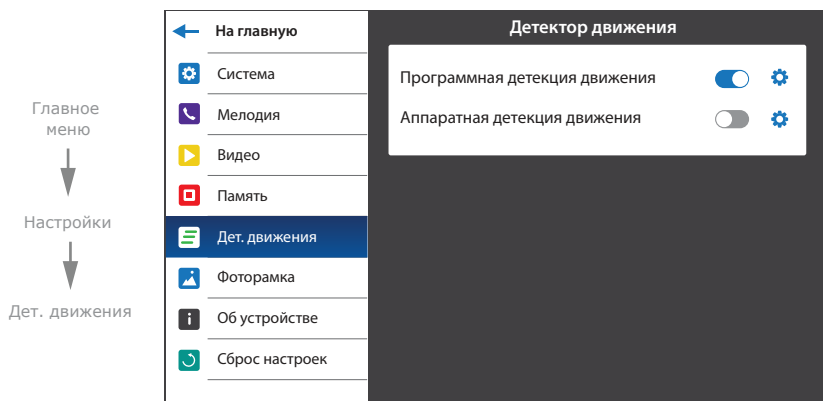 Главное
меню
Настройки
Дет. движения
На главную
Система
Мелодия
Видео
Память
Дет. движения
Фоторамка
Об устройстве
Сброс настроек
Детектор движения
Программная детекция движения
Аппаратная детекция движения